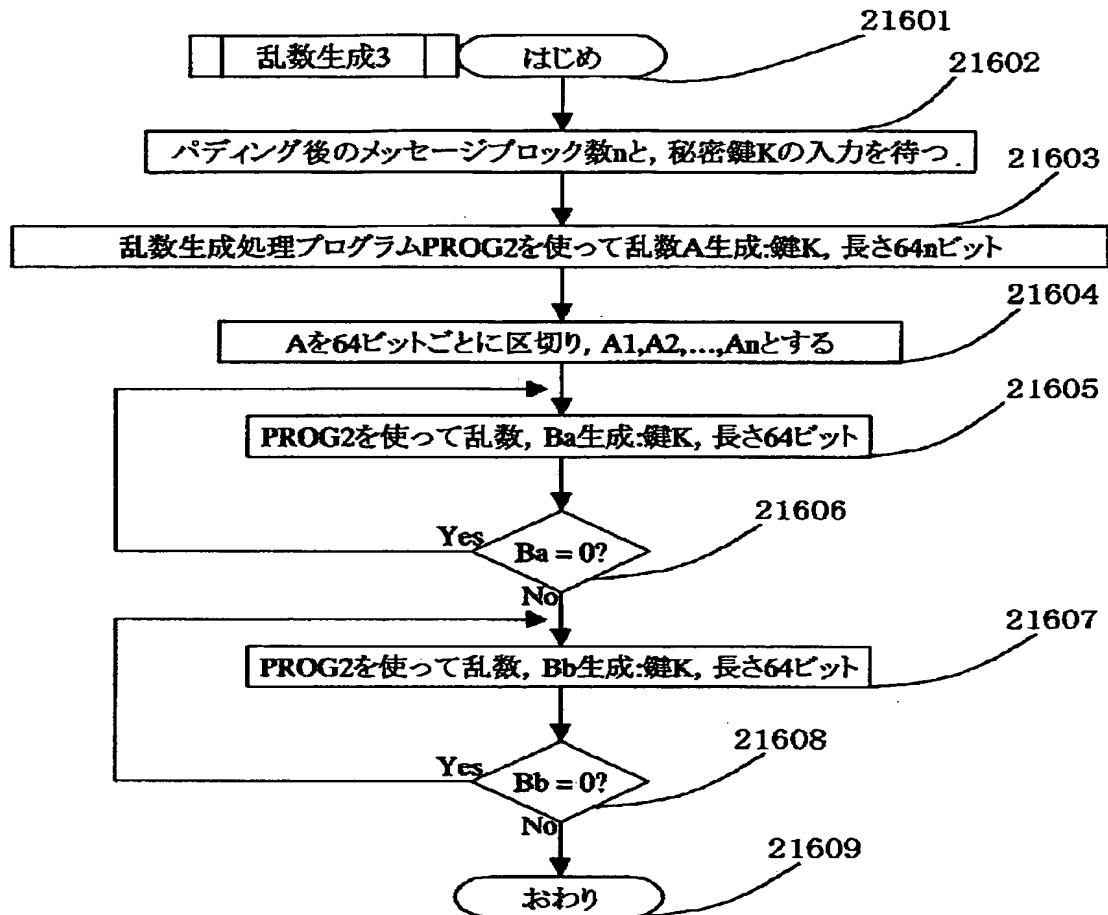 21601
乱数生成3
はじめ
21602
パディング後のメッセージブロック数nと, 秘密鍵Kの入力を待つ.
21603
乱数生成処理プログラムPROG2を使って乱数A生成:鍵K, 長さ64nビット
21604
Aを64ビットごとに区切り, A1,A2,...,Anとする
21605
PROG2を使って乱数, Ba生成:鍵K, 長さ64ビット
21606
Yes
Ba = 0?
No
21607
PROG2を使って乱数, Bb生成:鍵K, 長さ64ビット
21608
Yes
Bb = 0?
No
21609
おわり